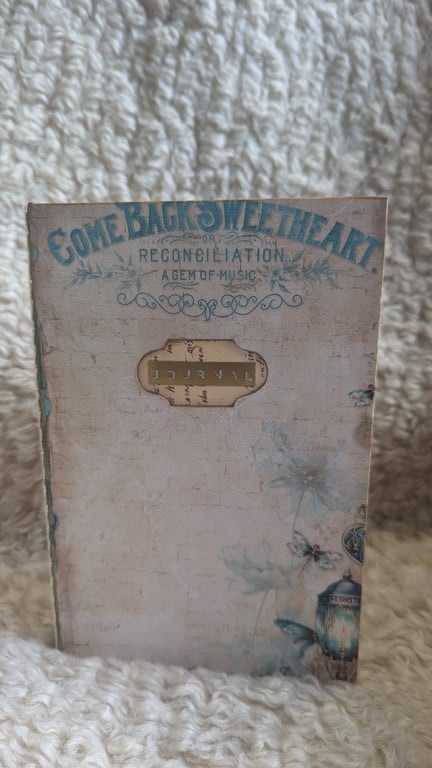 COME BACK SWEETHEART.
OR
RECONCILIATION
A GEM OF MUSIC
JOURNAL